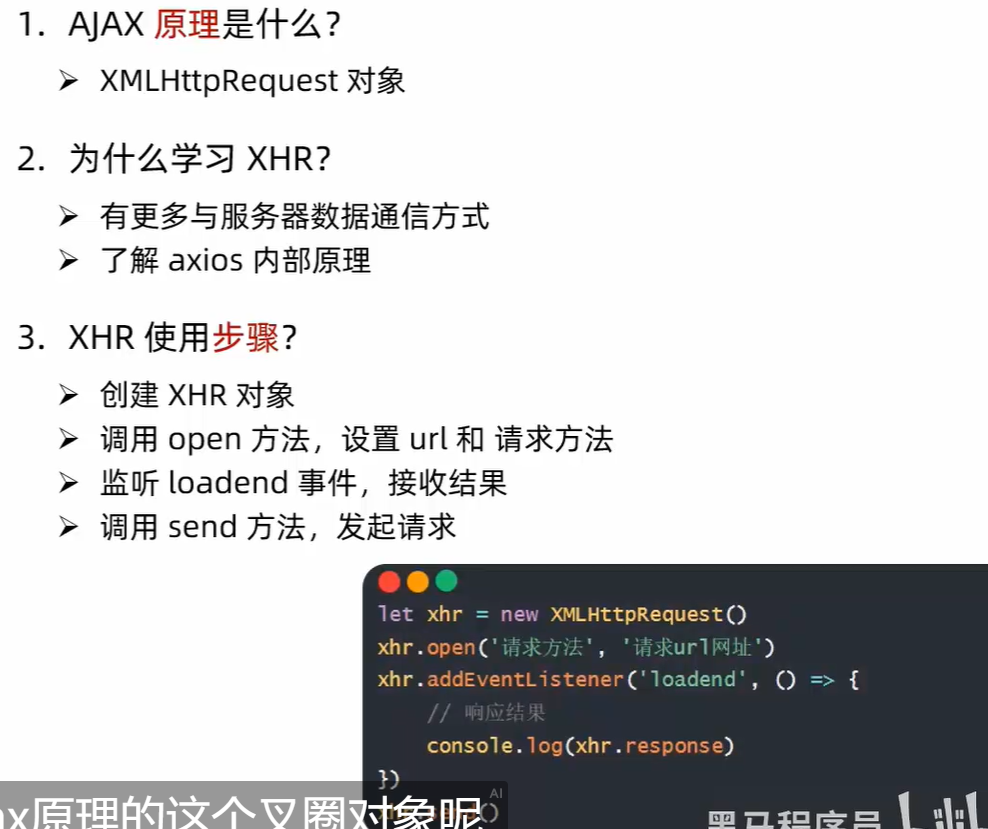 1. AJAX 原理是什么？
➢ XMLHttpRequest 对象
2. 为什么学习 XHR？
➢ 有更多与服务器数据通信方式
➢ 了解 axios 内部原理
3. XHR 使用步骤？
➢ 创建 XHR 对象
➢ 调用 open 方法，设置 url 和 请求方法
➢ 监听 loadend 事件，接收结果
➢ 调用 send 方法，发起请求
let xhr = new XMLHttpRequest()
xhr.open('请求方法', '请求url网址')
xhr.addEventListener('loadend', () => {
// 响应结果
console.log(xhr.response)
})
AI
ax原理的这个叉圈对象呢
黑马程序员